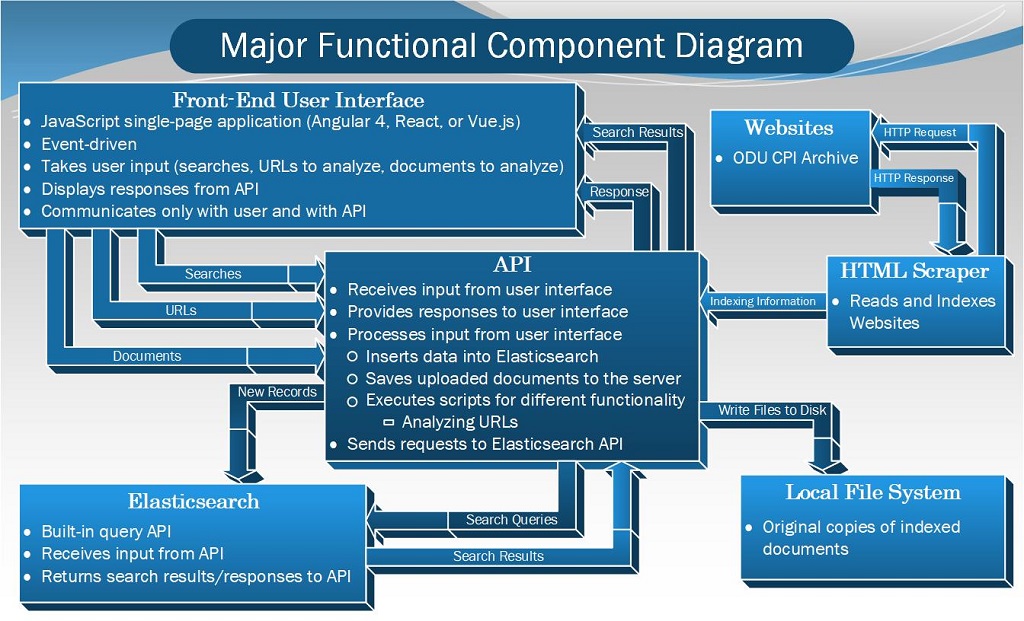 Major Functional Component Diagram
Front-End User Interface
• JavaScript single-page application (Angular 4, React, or Vue.js)
• Event-driven
• Takes user input (searches, URLs to analyze, documents to analyze)
• Displays responses from API
• Communicates only with user and with API
Search Results
Response
Websites
• ODU CPI Archive
HTTP Request
HTTP Response
HTML Scraper
• Reads and Indexes
Websites
Indexing Information
Searches
URLs
Documents
API
• Receives input from user interface
• Provides responses to user interface
• Processes input from user interface
○ Inserts data into Elasticsearch
○ Saves uploaded documents to the server
○ Executes scripts for different functionality
▭ Analyzing URLs
• Sends requests to Elasticsearch API
New Records
Write Files to Disk
Elasticsearch
• Built-in query API
• Receives input from API
• Returns search results/responses to API
Search Queries
Search Results
Local File System
• Original copies of indexed
documents